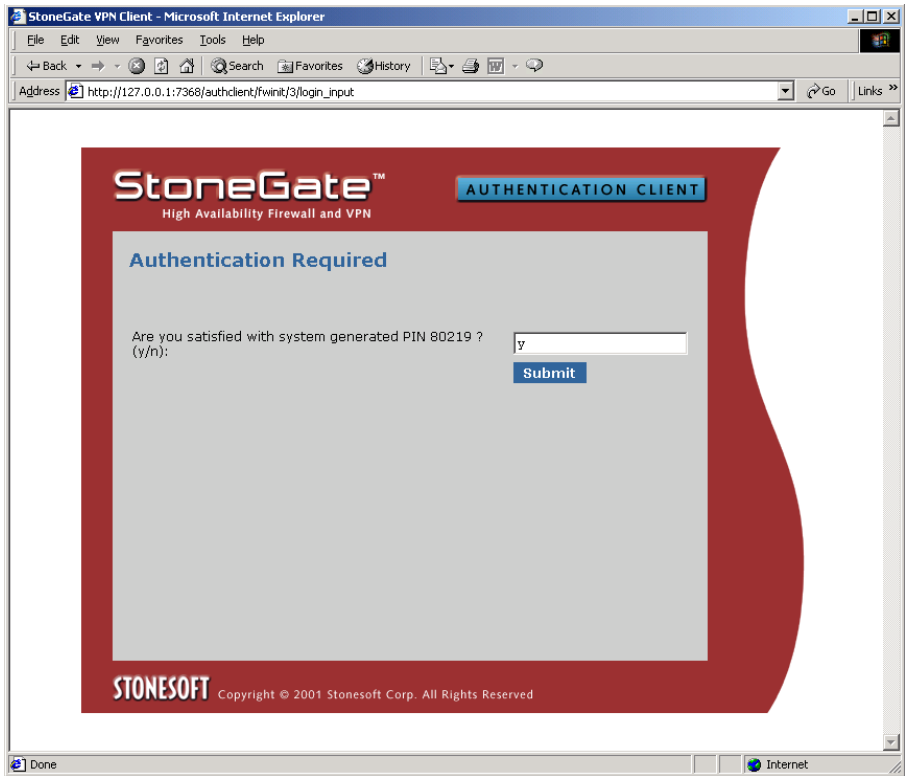 StoneGate VPN Client - Microsoft Internet Explorer
File Edit View Favorites Tools Help
Back Search Favorites History
Address http://127.0.0.1:7368/authclient/fwinit/3/login_input Go Links »
StoneGate™
AUTHENTICATION CLIENT
High Availability Firewall and VPN
Authentication Required
Are you satisfied with system generated PIN 80219 ?
(y/n):
y
Submit
STONESOFT Copyright © 2001 Stonesoft Corp. All Rights Reserved
Done Internet